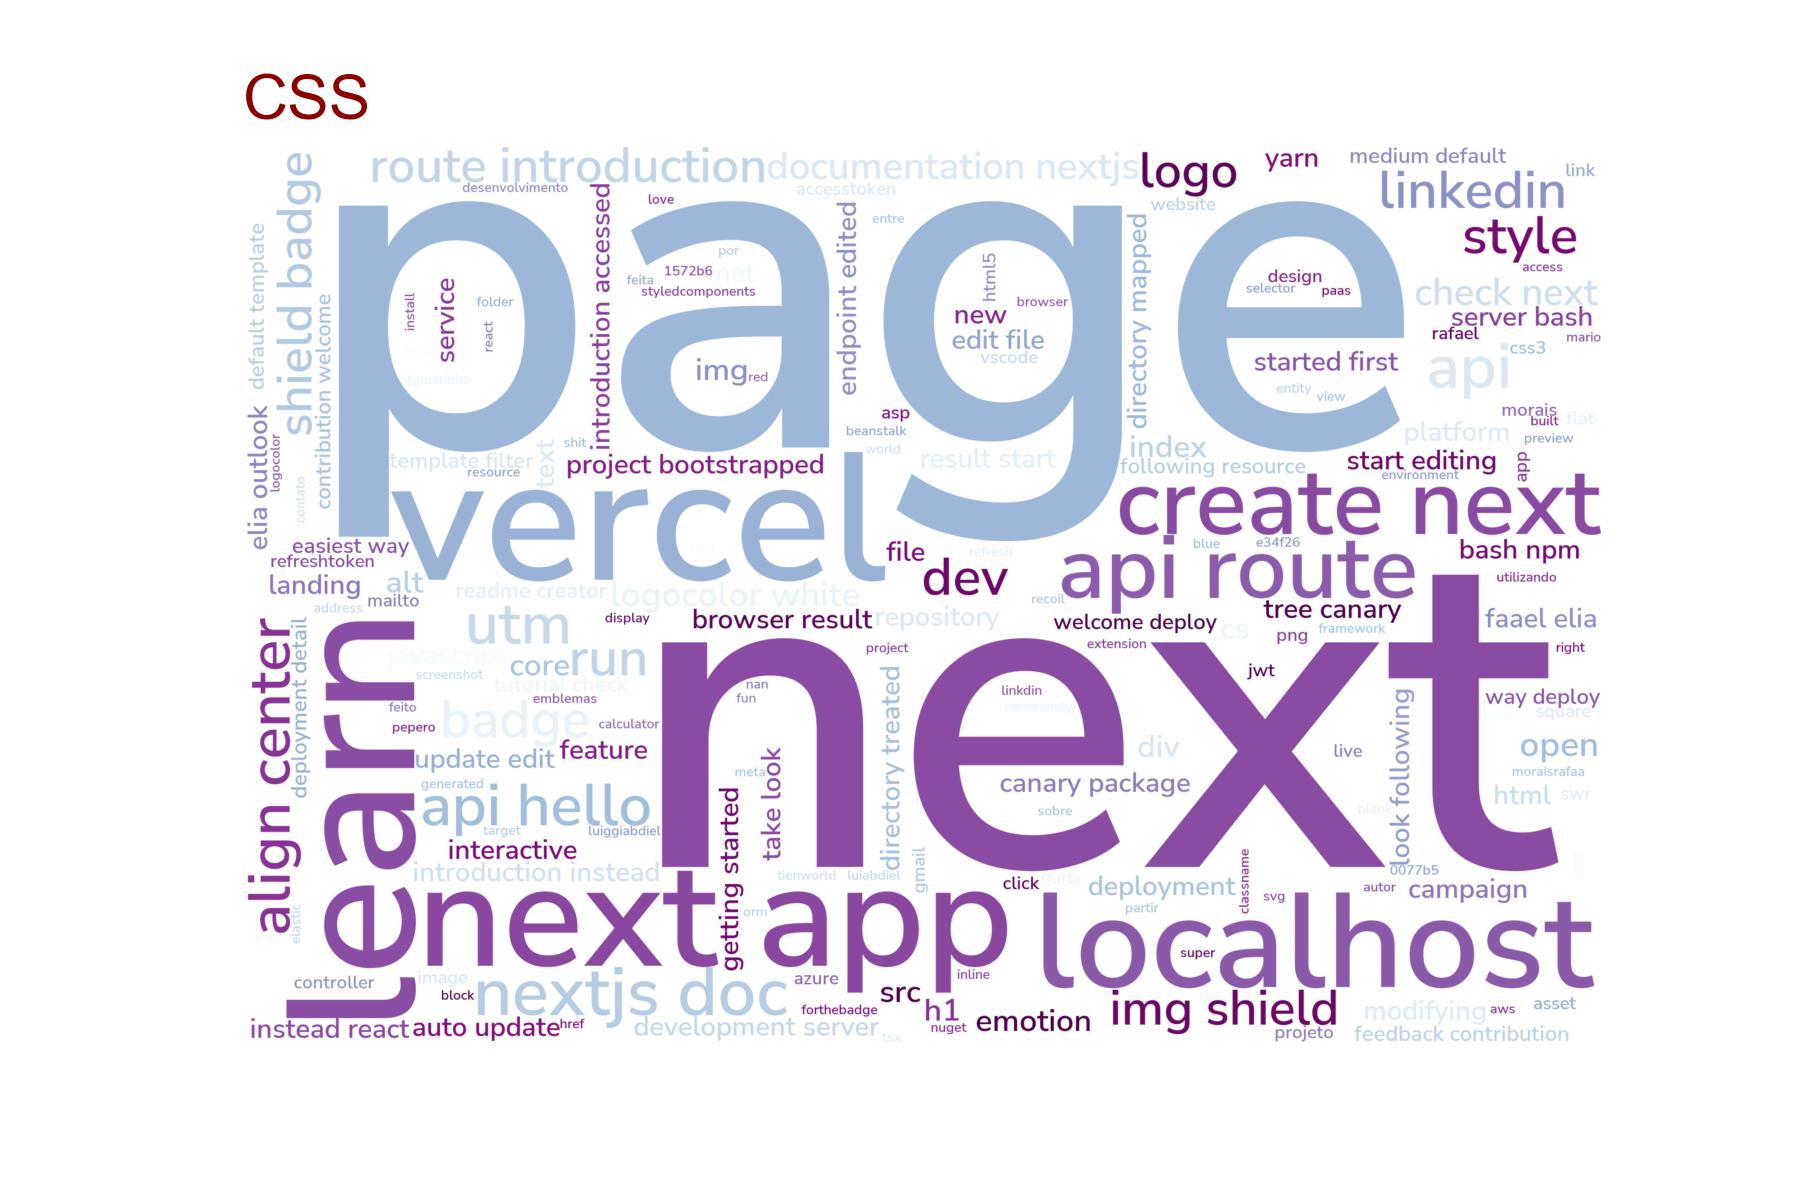 CSS
route introduction
documentation nextjs
logo
yarn
medium default
link
linkedin
desenvolvimento
accesstoken
love
website
entre
style
access
shield badge
default template
contribution welcome
page
introduction accessed
endpoint edited
directory mapped
por
net
1572b6
feita
styledcomponents
install
service
folder
react
tgmarinho
img
red
html5
browser
new
edit file
vscode
design
selector
paas
started first
entity
view
check next
server bash
rafael
mario
css3
api
morais
built
flat
platform
preview
asp
beanstalk
world
shit
text
template filter
resource
project bootstrapped
result start
index
following resource
start editing
environment
app
elia outlook
logocolor
contato
vercel
create next
easiest way
refreshtoken
landing
alt
address
mailto
file
refresh
dev
blue
e34f26
bash npm
api route
utilizando
readme creator
logocolor white
recoil
utm
display
browser result
repository
welcome deploy
tree canary
cs
png
framework
faael elia
extension
right
align center
deployment detail
learn
javascript
core
run
screenshot
tutorial check
project
next
jwt
nan
fun
linkdin
community
way deploy
square
feito
emblemas
pepero
badge
calculator
update edit
feature
div
live
open
look following
directory treated
take look
meta
canary package
moraisrafaa
html
swr
generated
api hello
target
luiggiabdiel
sobre
blank
interactive
getting started
introduction instead
tienworld
luiabdiel
gmail
click
deployment
classname
svg
0077b5
autor
campaign
partir
elastic
next app
orm
localhost
super
controller
image
block
nextjs doc
azure
inline
src
forthebadge
h1
nuget
emotion
img shield
modifying
aws
asset
instead react
auto update
href
development server
tsx
projeto
feedback contribution